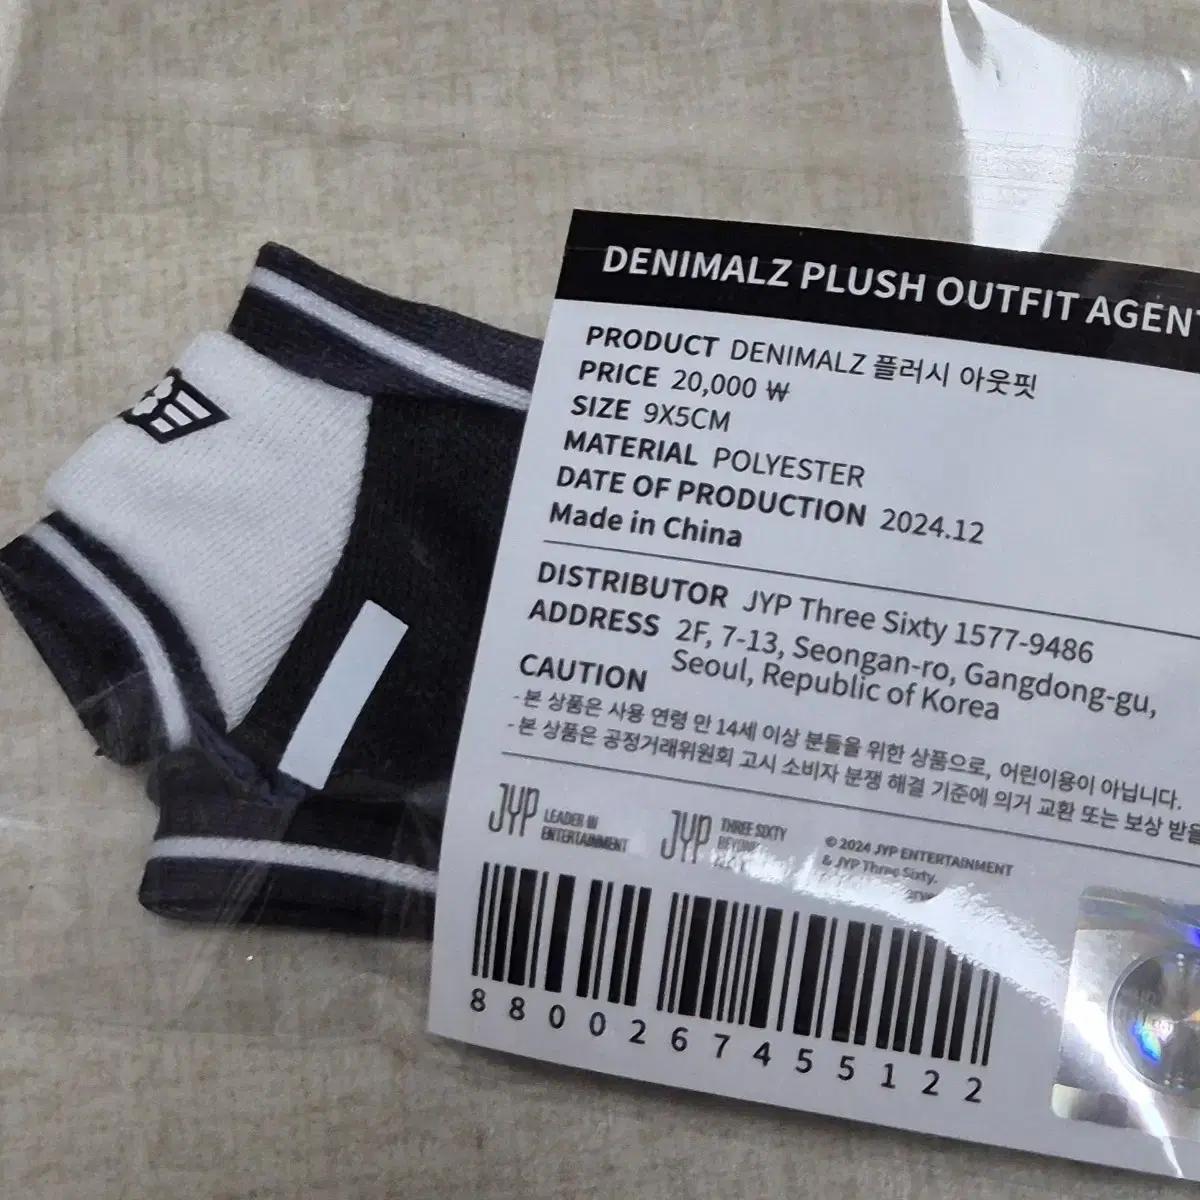 DENIMALZ PLUSH OUTFIT AGENT
PRODUCT DENIMALZ 플러시 아웃핏
PRICE 20,000 ₩
SIZE 9X5CM
MATERIAL POLYESTER
DATE OF PRODUCTION 2024.12
Made in China
DISTRIBUTOR JYP Three Sixty 1577-9486
ADDRESS 2F, 7-13, Seongan-ro, Gangdong-gu,
Seoul, Republic of Korea
CAUTION
- 본 상품은 사용 연령 만 14세 이상 분들을 위한 상품으로, 어린이용이 아닙니다.
- 본 상품은 공정거래위원회 고시 소비자 분쟁 해결 기준에 의거 교환 또는 보상 받을
JYP LEADER IN
ENTERTAINMENT
JYP THREE SIXTY
BEYOND
© 2024 JYP ENTERTAINMENT
& JYP Three Sixty.
8800267455122